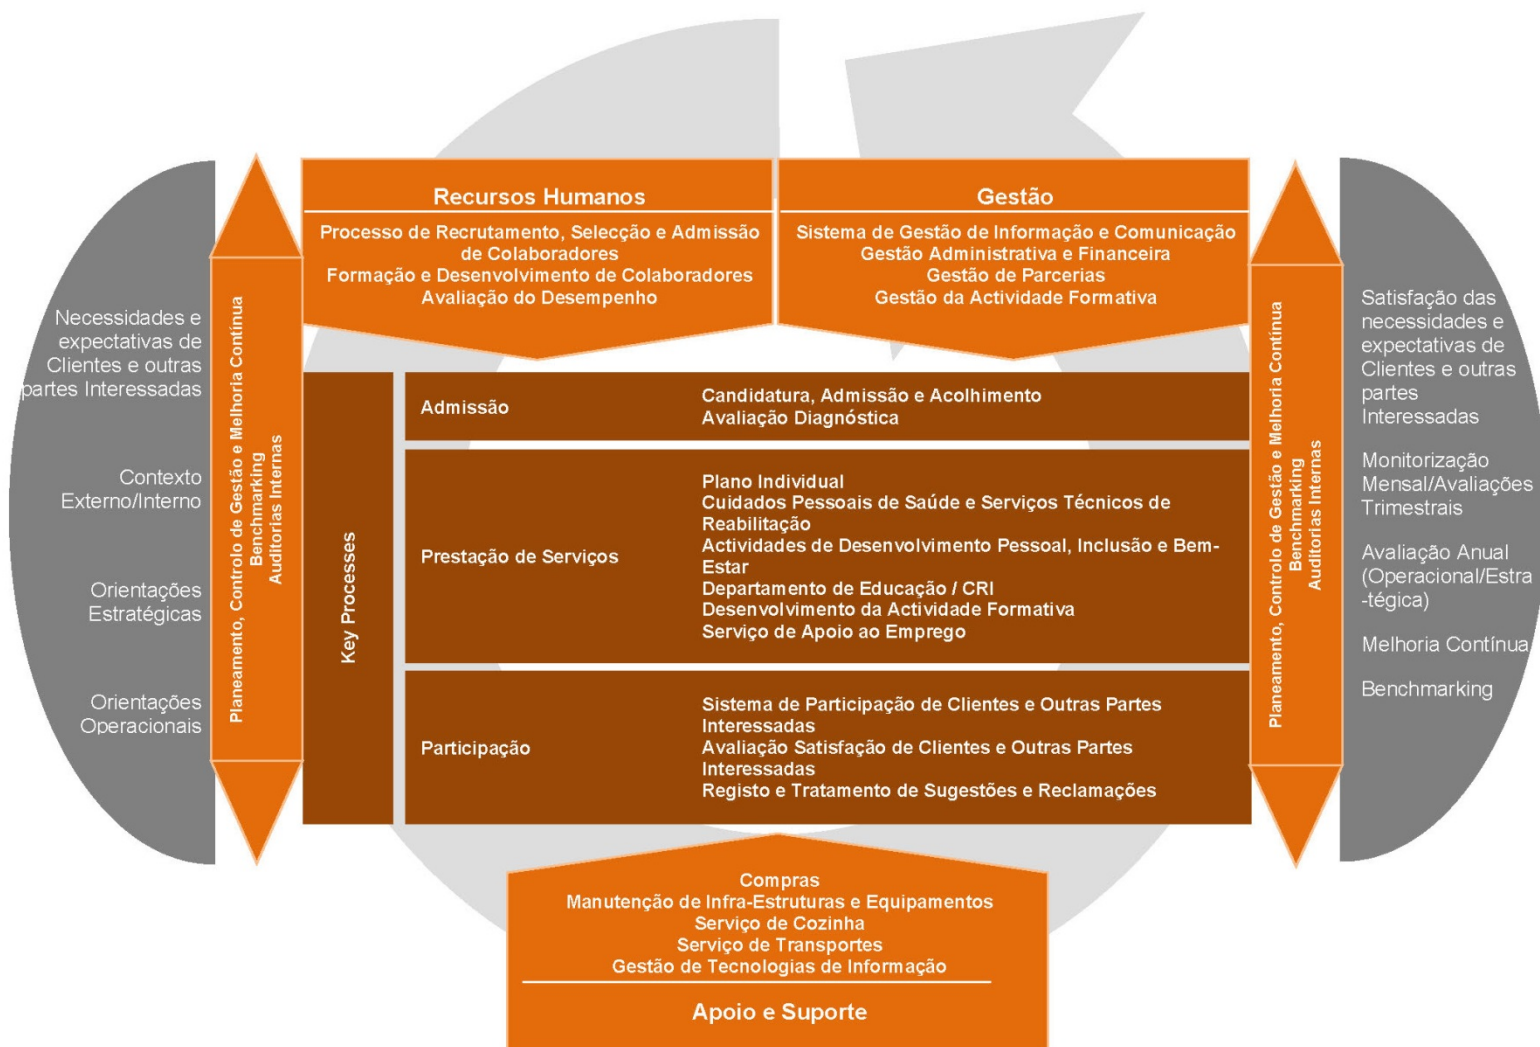 Recursos Humanos
Processo de Recrutamento, Selecção e Admissão
de Colaboradores
Formação e Desenvolvimento de Colaboradores
Avaliação do Desempenho
Gestão
Sistema de Gestão de Informação e Comunicação
Gestão Administrativa e Financeira
Gestão de Parcerias
Gestão da Actividade Formativa
Necessidades e
expectativas de
Clientes e outras
partes Interessadas
Contexto
Externo/Interno
Orientações
Estratégicas
Orientações
Operacionais
Planeamento, Controlo de Gestão e Melhoria Contínua
Benchmarking
Auditorias Internas
Key Processes
Admissão
Candidatura, Admissão e Acolhimento
Avaliação Diagnóstica
Prestação de Serviços
Plano Individual
Cuidados Pessoais de Saúde e Serviços Técnicos de
Reabilitação
Actividades de Desenvolvimento Pessoal, Inclusão e Bem-
Estar
Departamento de Educação / CRI
Desenvolvimento da Actividade Formativa
Serviço de Apoio ao Emprego
Participação
Sistema de Participação de Clientes e Outras Partes
Interessadas
Avaliação Satisfação de Clientes e Outras Partes
Interessadas
Registo e Tratamento de Sugestões e Reclamações
Planeamento, Controlo de Gestão e Melhoria Contínua
Benchmarking
Auditorias Internas
Satisfação das
necessidades e
expectativas de
Clientes e outras
partes
Interessadas
Monitorização
Mensal/Avaliações
Trimestrais
Avaliação Anual
(Operacional/Estra
-tégica)
Melhoria Contínua
Benchmarking
Compras
Manutenção de Infra-Estruturas e Equipamentos
Serviço de Cozinha
Serviço de Transportes
Gestão de Tecnologias de Informação
Apoio e Suporte